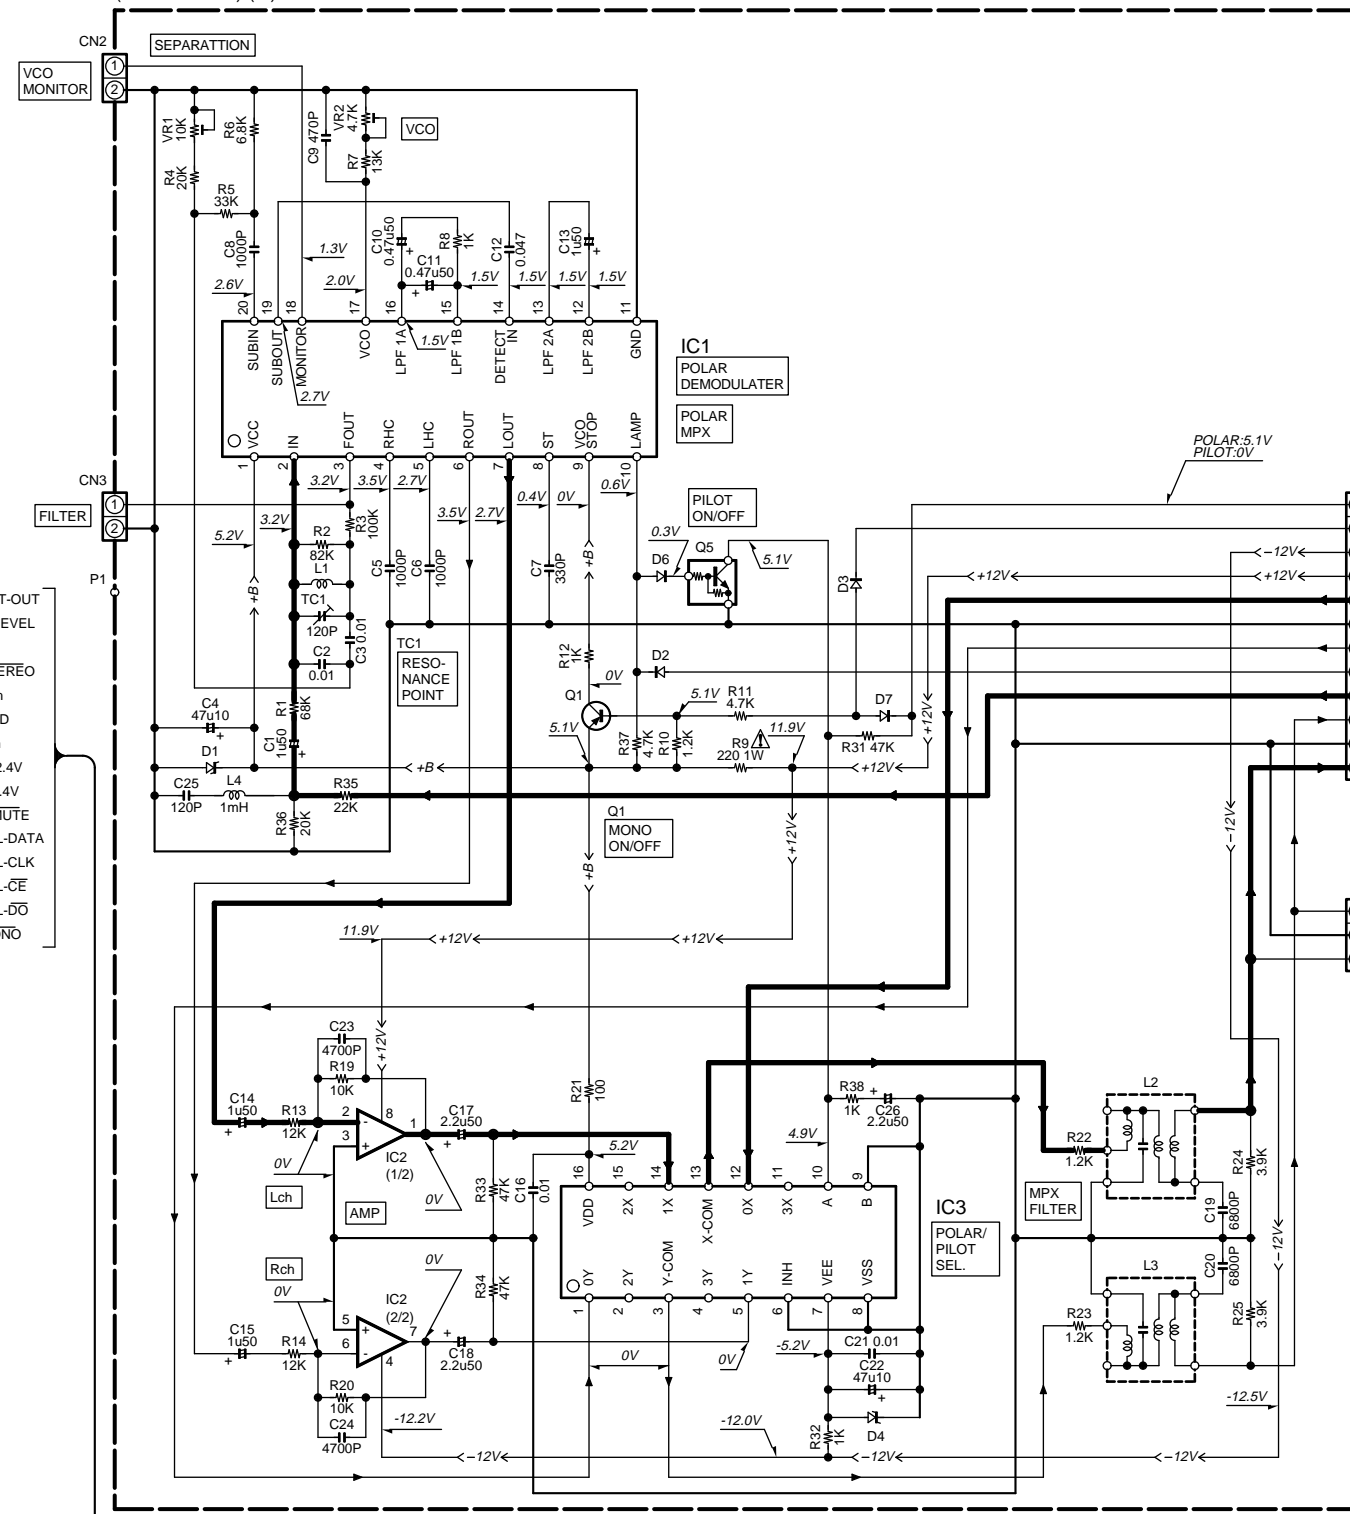 CN2
SEPARATTION
1
2
VCO
MONITOR
VR1
10K
R6
6.8K
C9 470P
VR2
4.7K
VCO
R7
13K
R4
20K
R5
33K
C8
1000P
1.3V
2.6V
2.0V
C10
0.47u50
R8
1K
C11
0.47u50
C12
0.047
C13
1u50
1.5V
1.5V
1.5V
1.5V
20
19
18
17
16
15
14
13
12
11
SUBIN
SUBOUT
MONITOR
VCO
LPF 1A
LPF 1B
DETECT
IN
LPF 2A
LPF 2B
GND
1.5V
2.7V
IC1
POLAR
DEMODULATER
POLAR
MPX
VCC
IN
FOUT
RHC
LHC
ROUT
LOUT
ST
VCO
STOP
LAMP
1
2
3
4
5
6
7
8
9
10
CN3
1
2
FILTER
P1
3.2V
3.5V
2.7V
3.2V
5.2V
3.5V
2.7V
0.4V
0V
0.6V
POLAR:5.1V
PILOT:0V
PILOT
ON/OFF
0.3V
Q5
D6
5.1V
R3
100K
R2
82K
L1
TC1
120P
C2
0.01
C3 0.01
C5
1000P
C6
1000P
C7
330P
+B
+B
D3
−12V
+12V
+12V
TC1
RESO-
NANCE
POINT
R12
1K
D2
0V
Q1
5.1V
5.1V
R11
4.7K
D7
R31 47K
R37
4.7K
R10
1.2K
R9
220 1W
11.9V
+12V
+12V
C4
47u10
R1
68K
C1
1u50
D1
+B
C25
120P
L4
1mH
R35
22K
R36
20K
Q1
MONO
ON/OFF
+B
+12V
−12V
T-OUT
EVEL
EREO
D
2.4V
.4V
MUTE
L-DATA
L-CLK
L-CE
L-DO
ONO
11.9V
+12V
+12V
+12V
C23
4700P
R19
10K
C14
1u50
R13
12K
2
3
8
1
IC2
(1/2)
C17
2.2u50
0V
Lch
AMP
0V
R33
47K
C16
0.01
R21
100
5.2V
R38
1K
C26
2.2u50
4.9V
16
15
14
13
12
11
10
9
VDD
2X
1X
X-COM
0X
3X
A
B
IC3
POLAR/
PILOT
SEL.
0Y
2Y
Y-COM
3Y
1Y
INH
VEE
VSS
1
2
3
4
5
6
7
8
L2
R22
1.2K
R24
3.9K
MPX
FILTER
C19
6800P
C20
6800P
−12V
L3
R23
1.2K
R25
3.9K
Rch
0V
0V
R34
47K
5
6
7
4
IC2
(2/2)
C15
1u50
R14
12K
C18
2.2u50
R20
10K
C24
4700P
0V
0V
-5.2V
C21 0.01
C22
47u10
D4
R32
1K
-12.2V
-12.0V
-12.5V
−12V
−12V
−12V